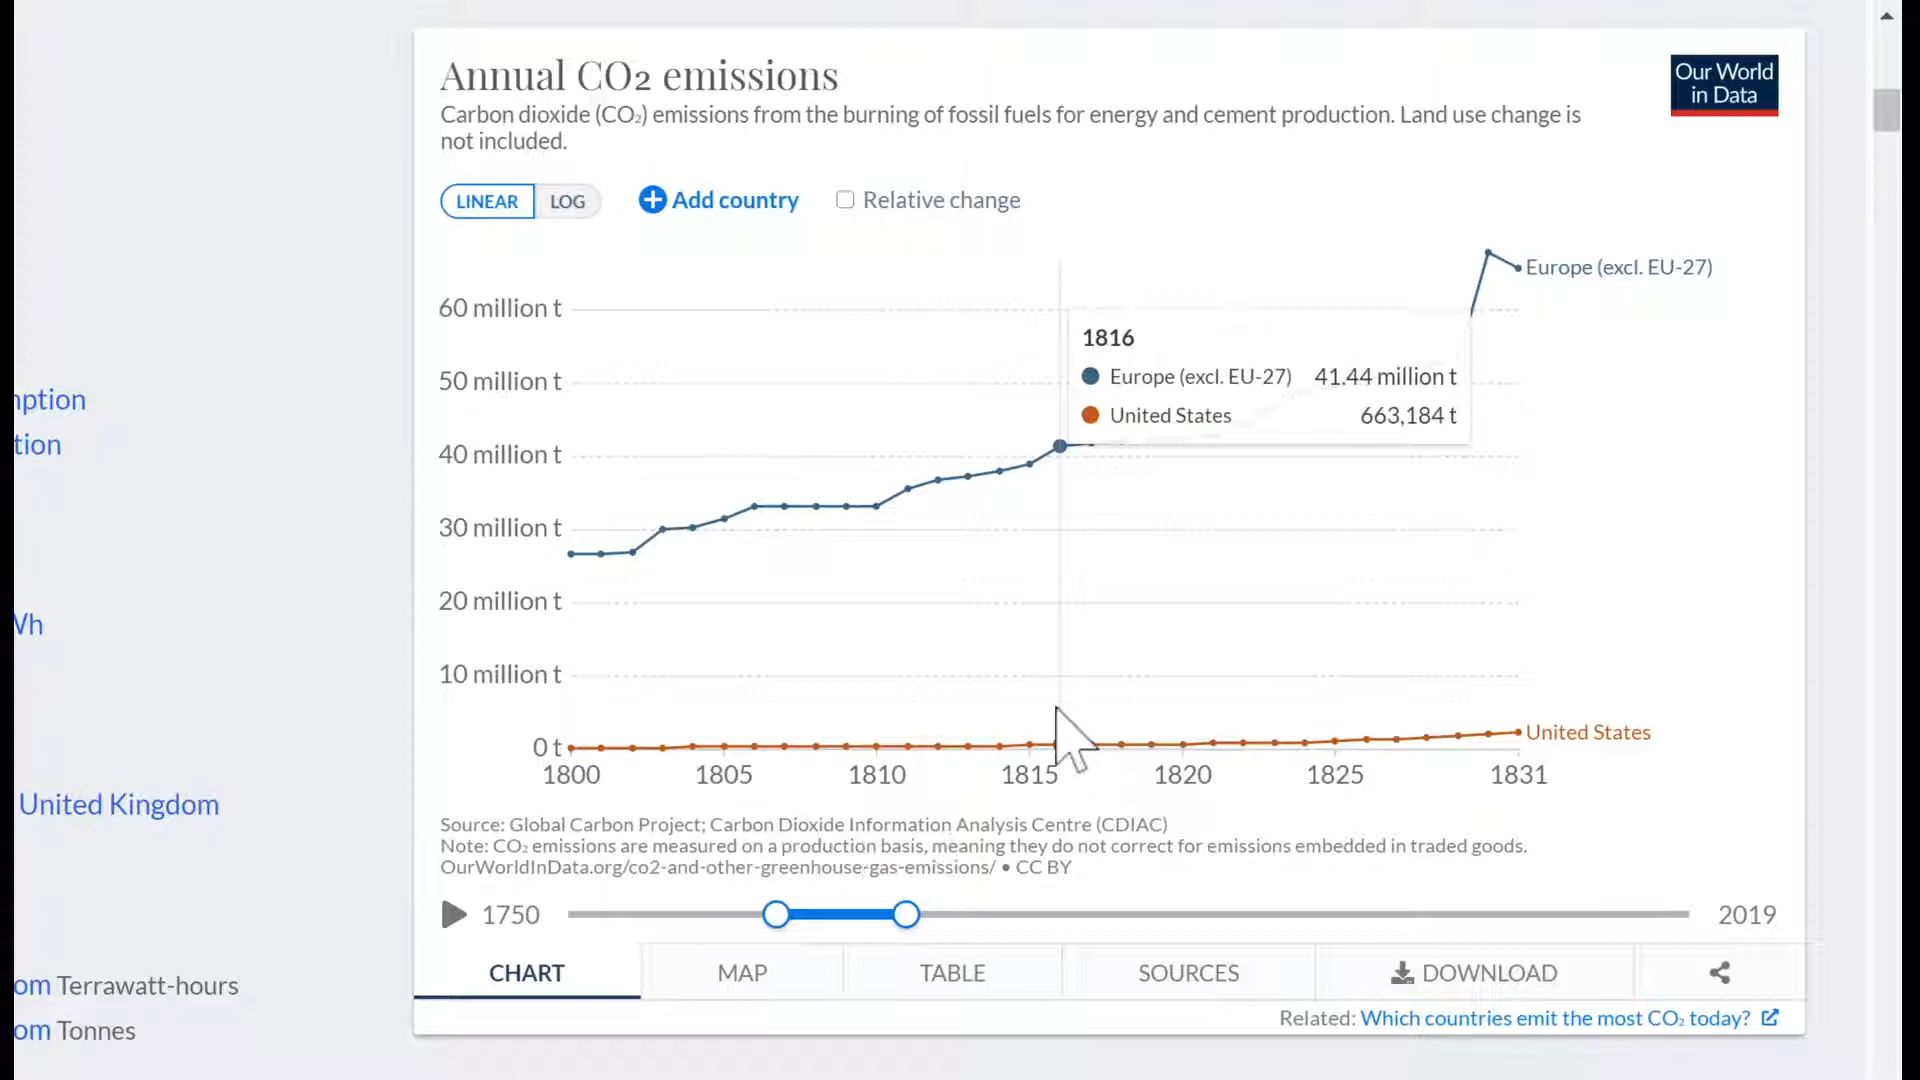 Annual CO₂ emissions
Our World
in Data
Carbon dioxide (CO₂) emissions from the burning of fossil fuels for energy and cement production. Land use change is
not included.
LINEAR LOG Add country Relative change
Europe (excl. EU-27)
60 million t
50 million t
40 million t
30 million t
20 million t
10 million t
0 t
1816
Europe (excl. EU-27) 41.44 million t
United States 663,184 t
United States
1800 1805 1810 1815 1820 1825 1831
Source: Global Carbon Project; Carbon Dioxide Information Analysis Centre (CDIAC)
Note: CO₂ emissions are measured on a production basis, meaning they do not correct for emissions embedded in traded goods.
OurWorldInData.org/co2-and-other-greenhouse-gas-emissions/ • CC BY
1750 2019
CHART MAP TABLE SOURCES DOWNLOAD
Related: Which countries emit the most CO₂ today?
nption
tion
Wh
United Kingdom
om Terrawatt-hours
om Tonnes